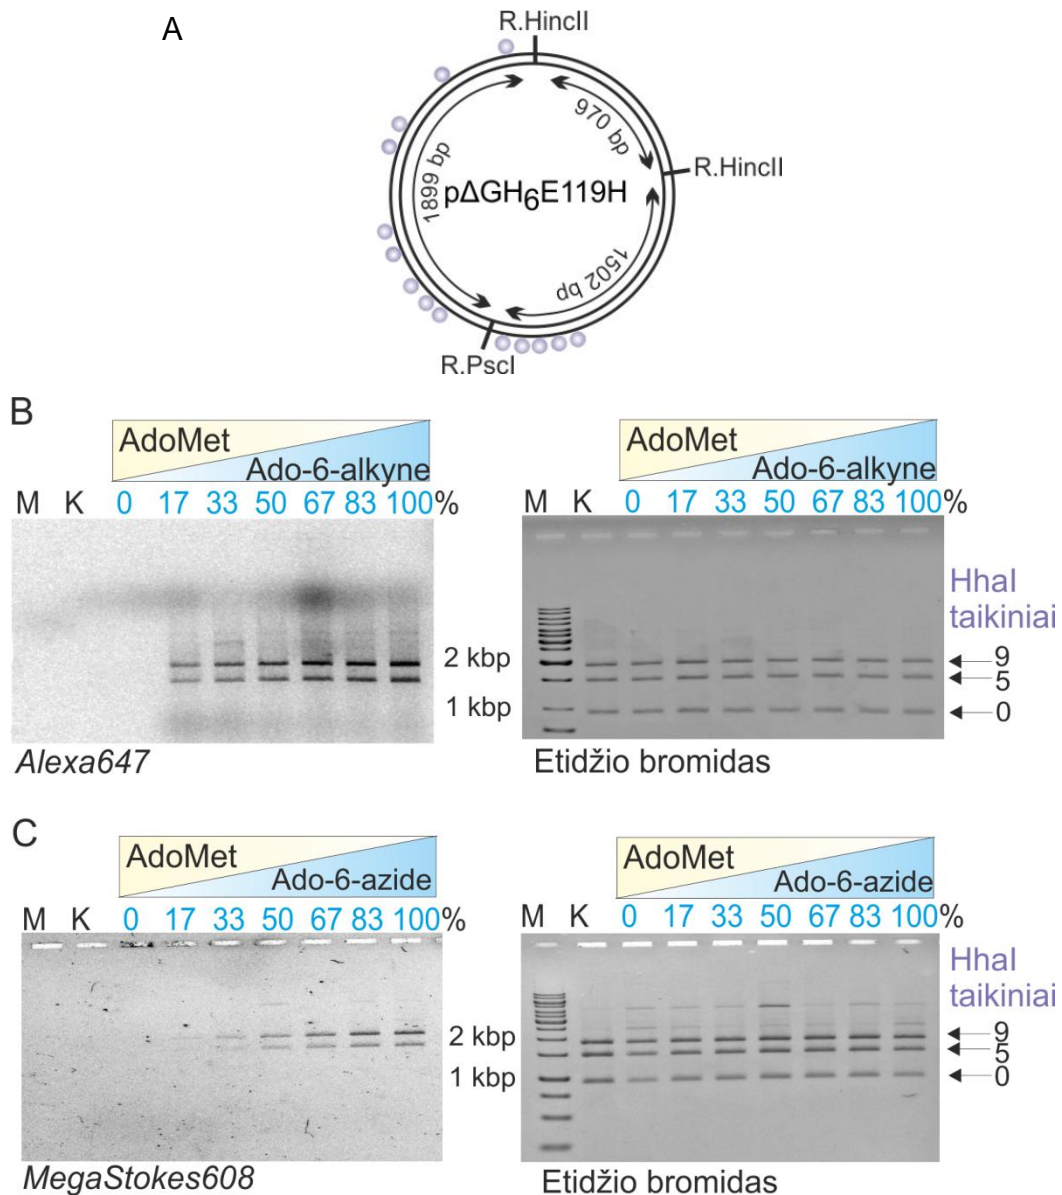 A
R.HincII
970 bp
R.HincII
1899 bp
pΔGH6E119H
1502 bp
R.PscI
B
AdoMet
Ado-6-alkyne
M K 0 17 33 50 67 83 100%
2 kbp
1 kbp
Alexa647
AdoMet
Ado-6-alkyne
M K 0 17 33 50 67 83 100%
HhaI
taikiniai
9
5
0
Etidžio bromidas
C
AdoMet
Ado-6-azide
M K 0 17 33 50 67 83 100%
2 kbp
1 kbp
MegaStokes608
AdoMet
Ado-6-azide
M K 0 17 33 50 67 83 100%
HhaI
taikiniai
9
5
0
Etidžio bromidas